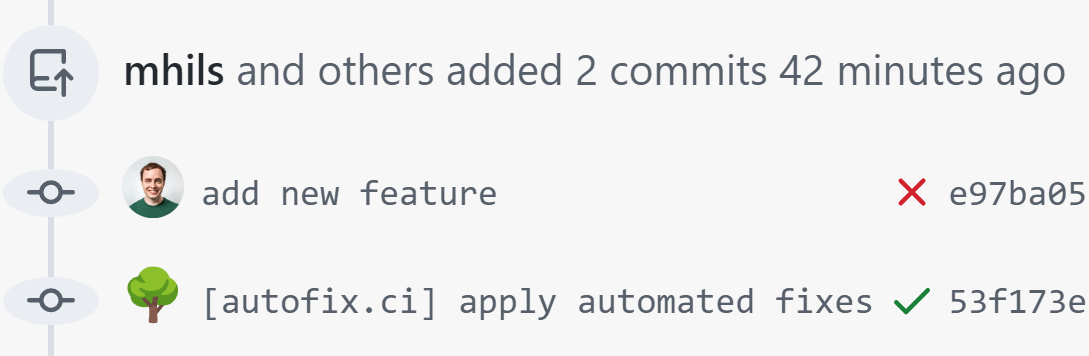 mhils and others added 2 commits 42 minutes ago
add new feature e97ba05
[autofix.ci] apply automated fixes 53f173e